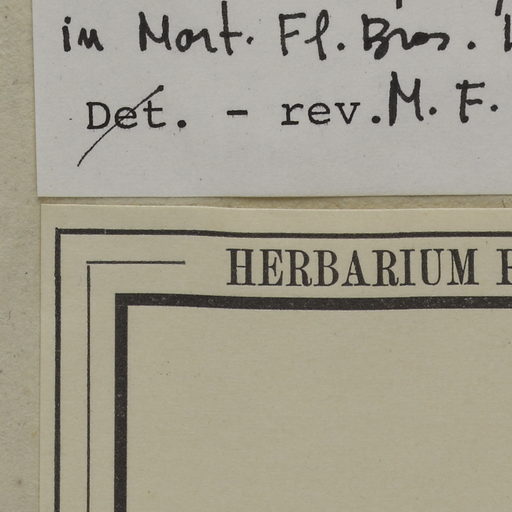 in Mart. Fl. Bras.
Det. - rev. M. F.
HERBARIUM